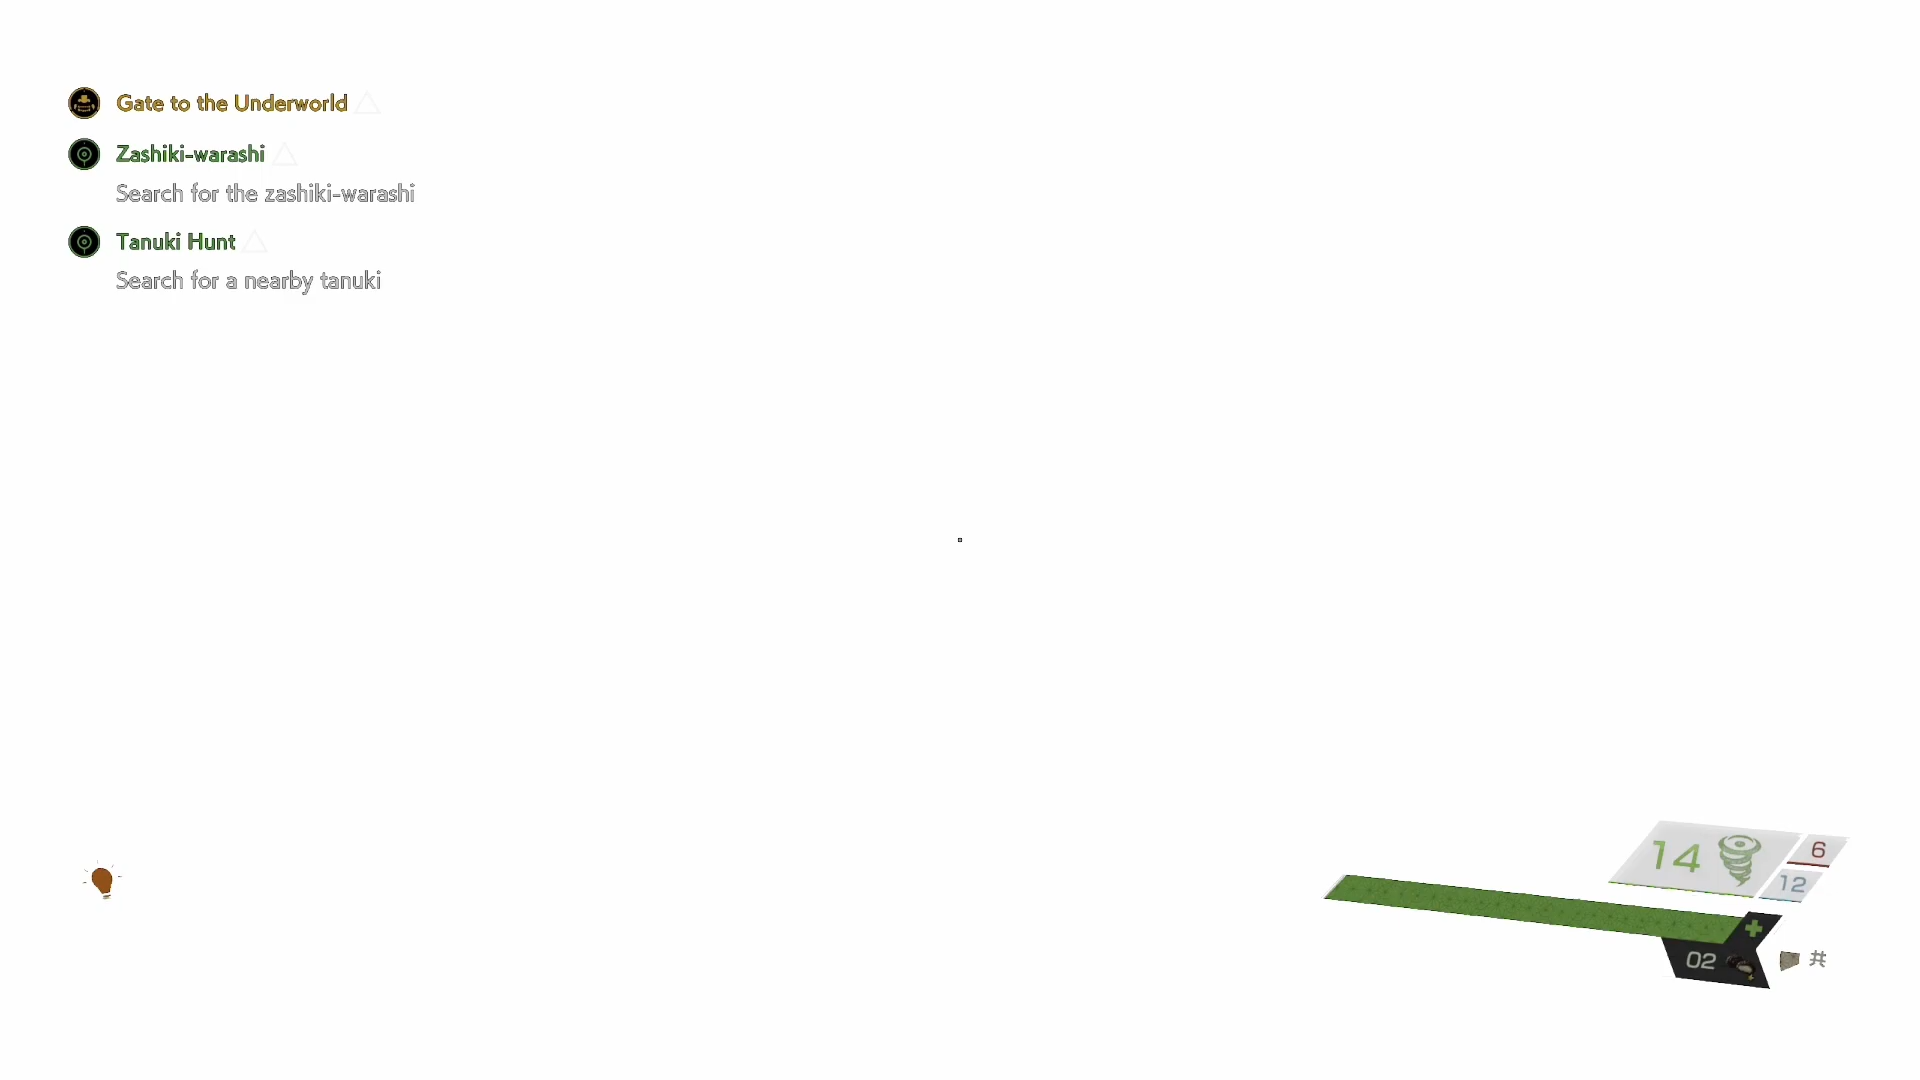 Gate to the Underworld
Zashiki-warashi
Search for the zashiki-warashi
Tanuki Hunt
Search for a nearby tanuki
14
6
12
02